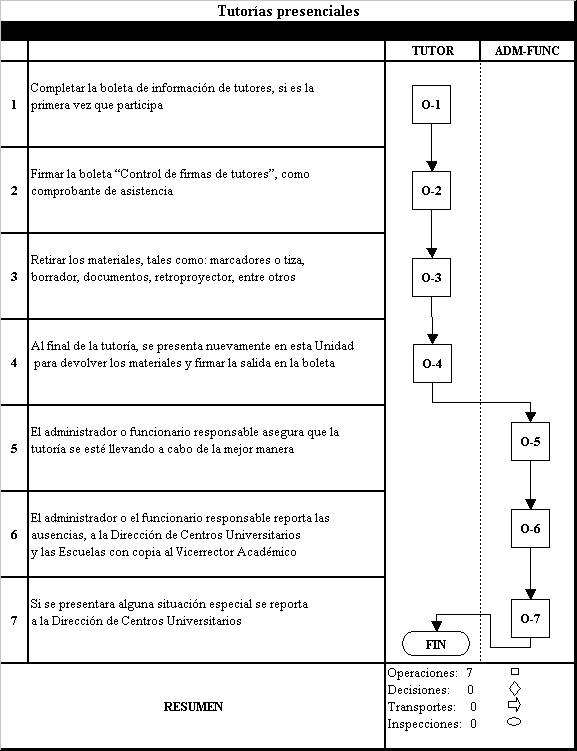 Tutorías presenciales
TUTOR ADM-FUNC
1 Completar la boleta de información de tutores, si es la
primera vez que participa
O-1
2 Firmar la boleta “Control de firmas de tutores”, como
comprobante de asistencia
O-2
3 Retirar los materiales, tales como: marcadores o tiza,
borrador, documentos, retroproyector, entre otros
O-3
4 Al final de la tutoría, se presenta nuevamente en esta Unidad
para devolver los materiales y firmar la salida en la boleta
O-4
5 El administrador o funcionario responsable asegura que la
tutoría se esté llevando a cabo de la mejor manera
O-5
6 El administrador o el funcionario responsable reporta las
ausencias, a la Dirección de Centros Universitarios
y las Escuelas con copia al Vicerrector Académico
O-6
7 Si se presentara alguna situación especial se reporta
a la Dirección de Centros Universitarios
O-7
FIN
RESUMEN
Operaciones: 7
Decisiones: 0
Transportes: 0
Inspecciones: 0